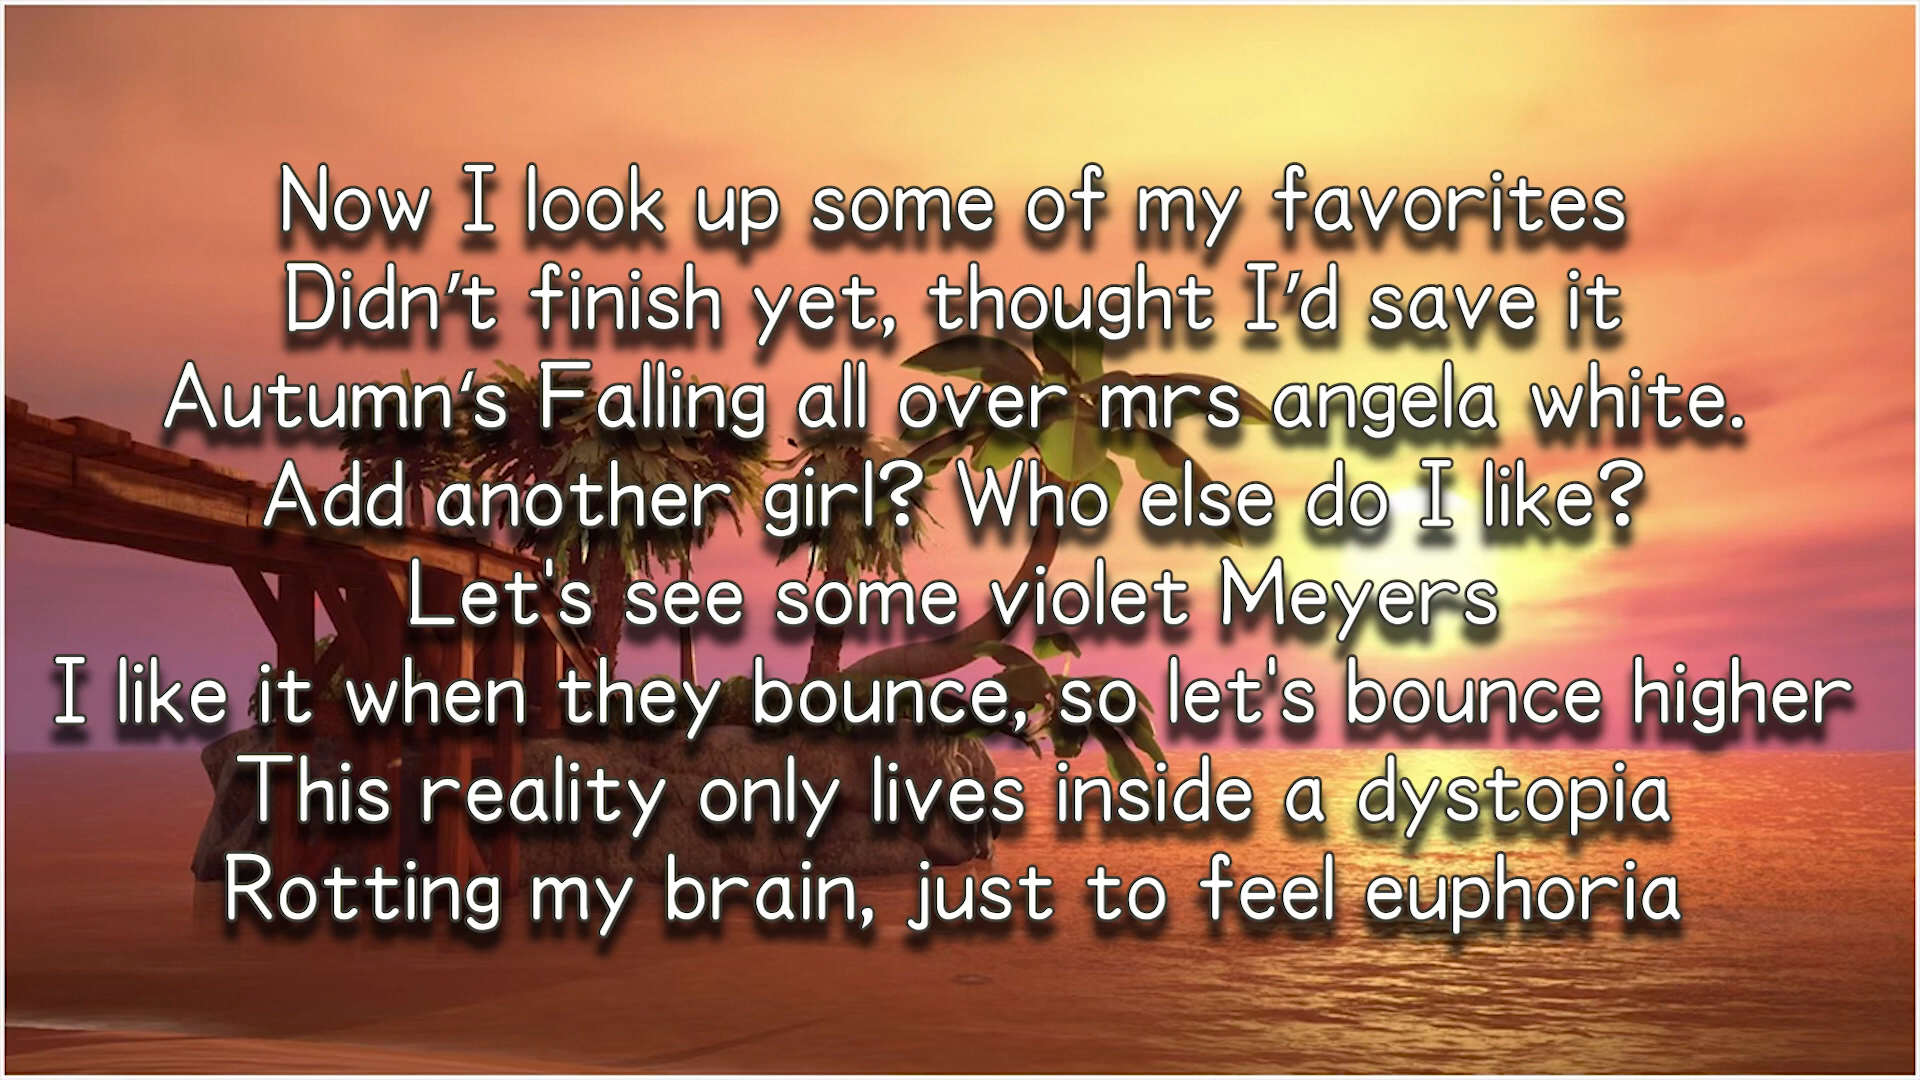 Now I look up some of my favorites
Didn’t finish yet, thought I’d save it
Autumn‘s Falling all over mrs angela white.
Add another girl? Who else do I like?
Let's see some violet Meyers
I like it when they bounce, so let's bounce higher
This reality only lives inside a dystopia
Rotting my brain, just to feel euphoria